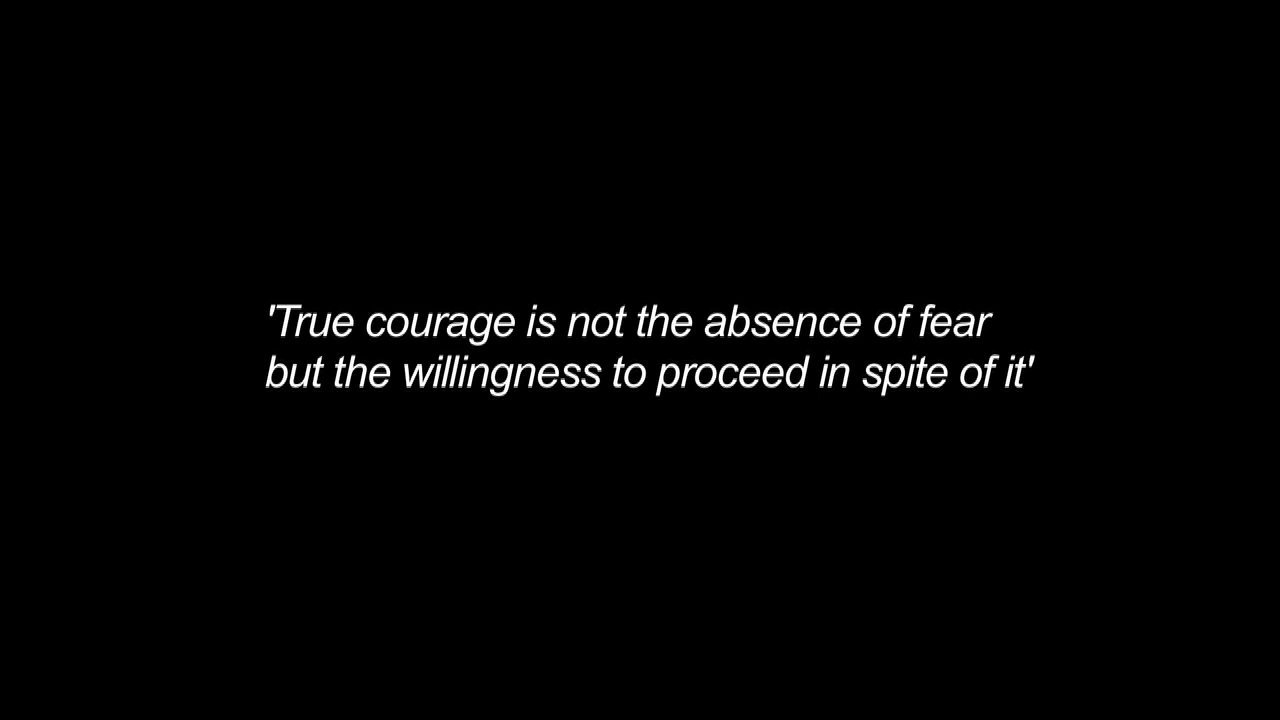 'True courage is not the absence of fear
but the willingness to proceed in spite of it'